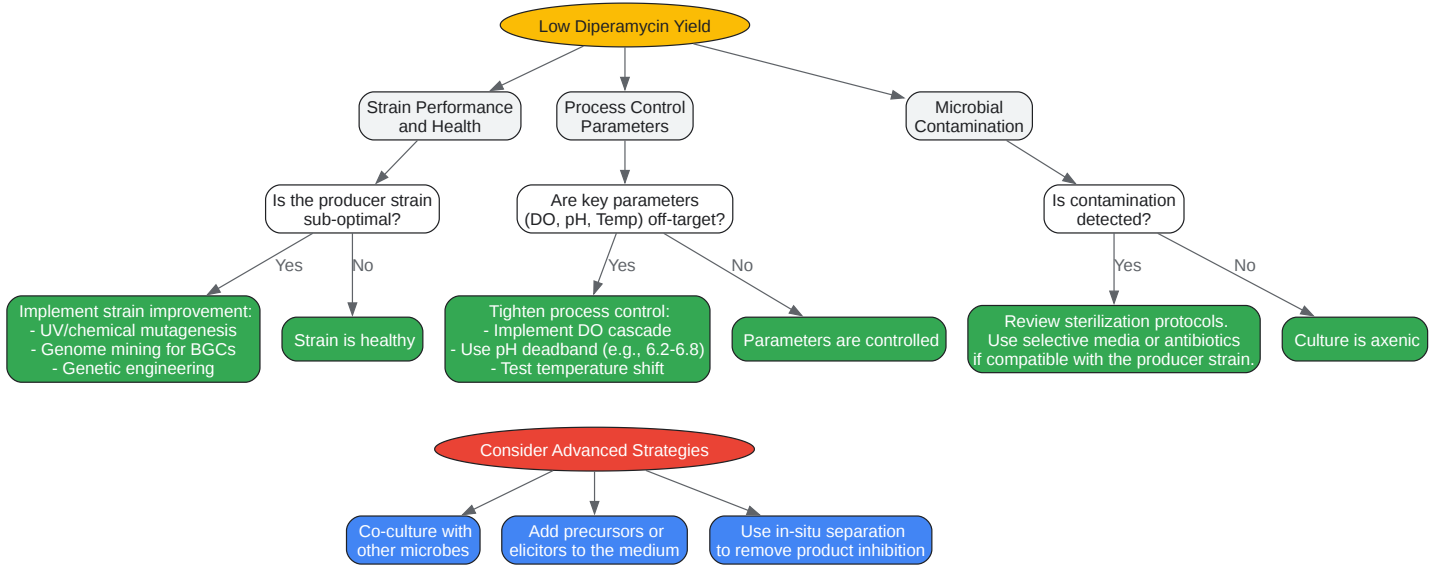 Low Diperamycin Yield
Strain Performance
and Health
Process Control
Parameters
Microbial
Contamination
Is the producer strain
sub-optimal?
Are key parameters
(DO, pH, Temp) off-target?
Is contamination
detected?
Yes
No
Yes
No
Yes
No
Implement strain improvement:
- UV/chemical mutagenesis
- Genome mining for BGCs
- Genetic engineering
Strain is healthy
Tighten process control:
- Implement DO cascade
- Use pH deadband (e.g., 6.2-6.8)
- Test temperature shift
Parameters are controlled
Review sterilization protocols.
Use selective media or antibiotics
if compatible with the producer strain.
Culture is axenic
Consider Advanced Strategies
Co-culture with
other microbes
Add precursors or
elicitors to the medium
Use in-situ separation
to remove product inhibition